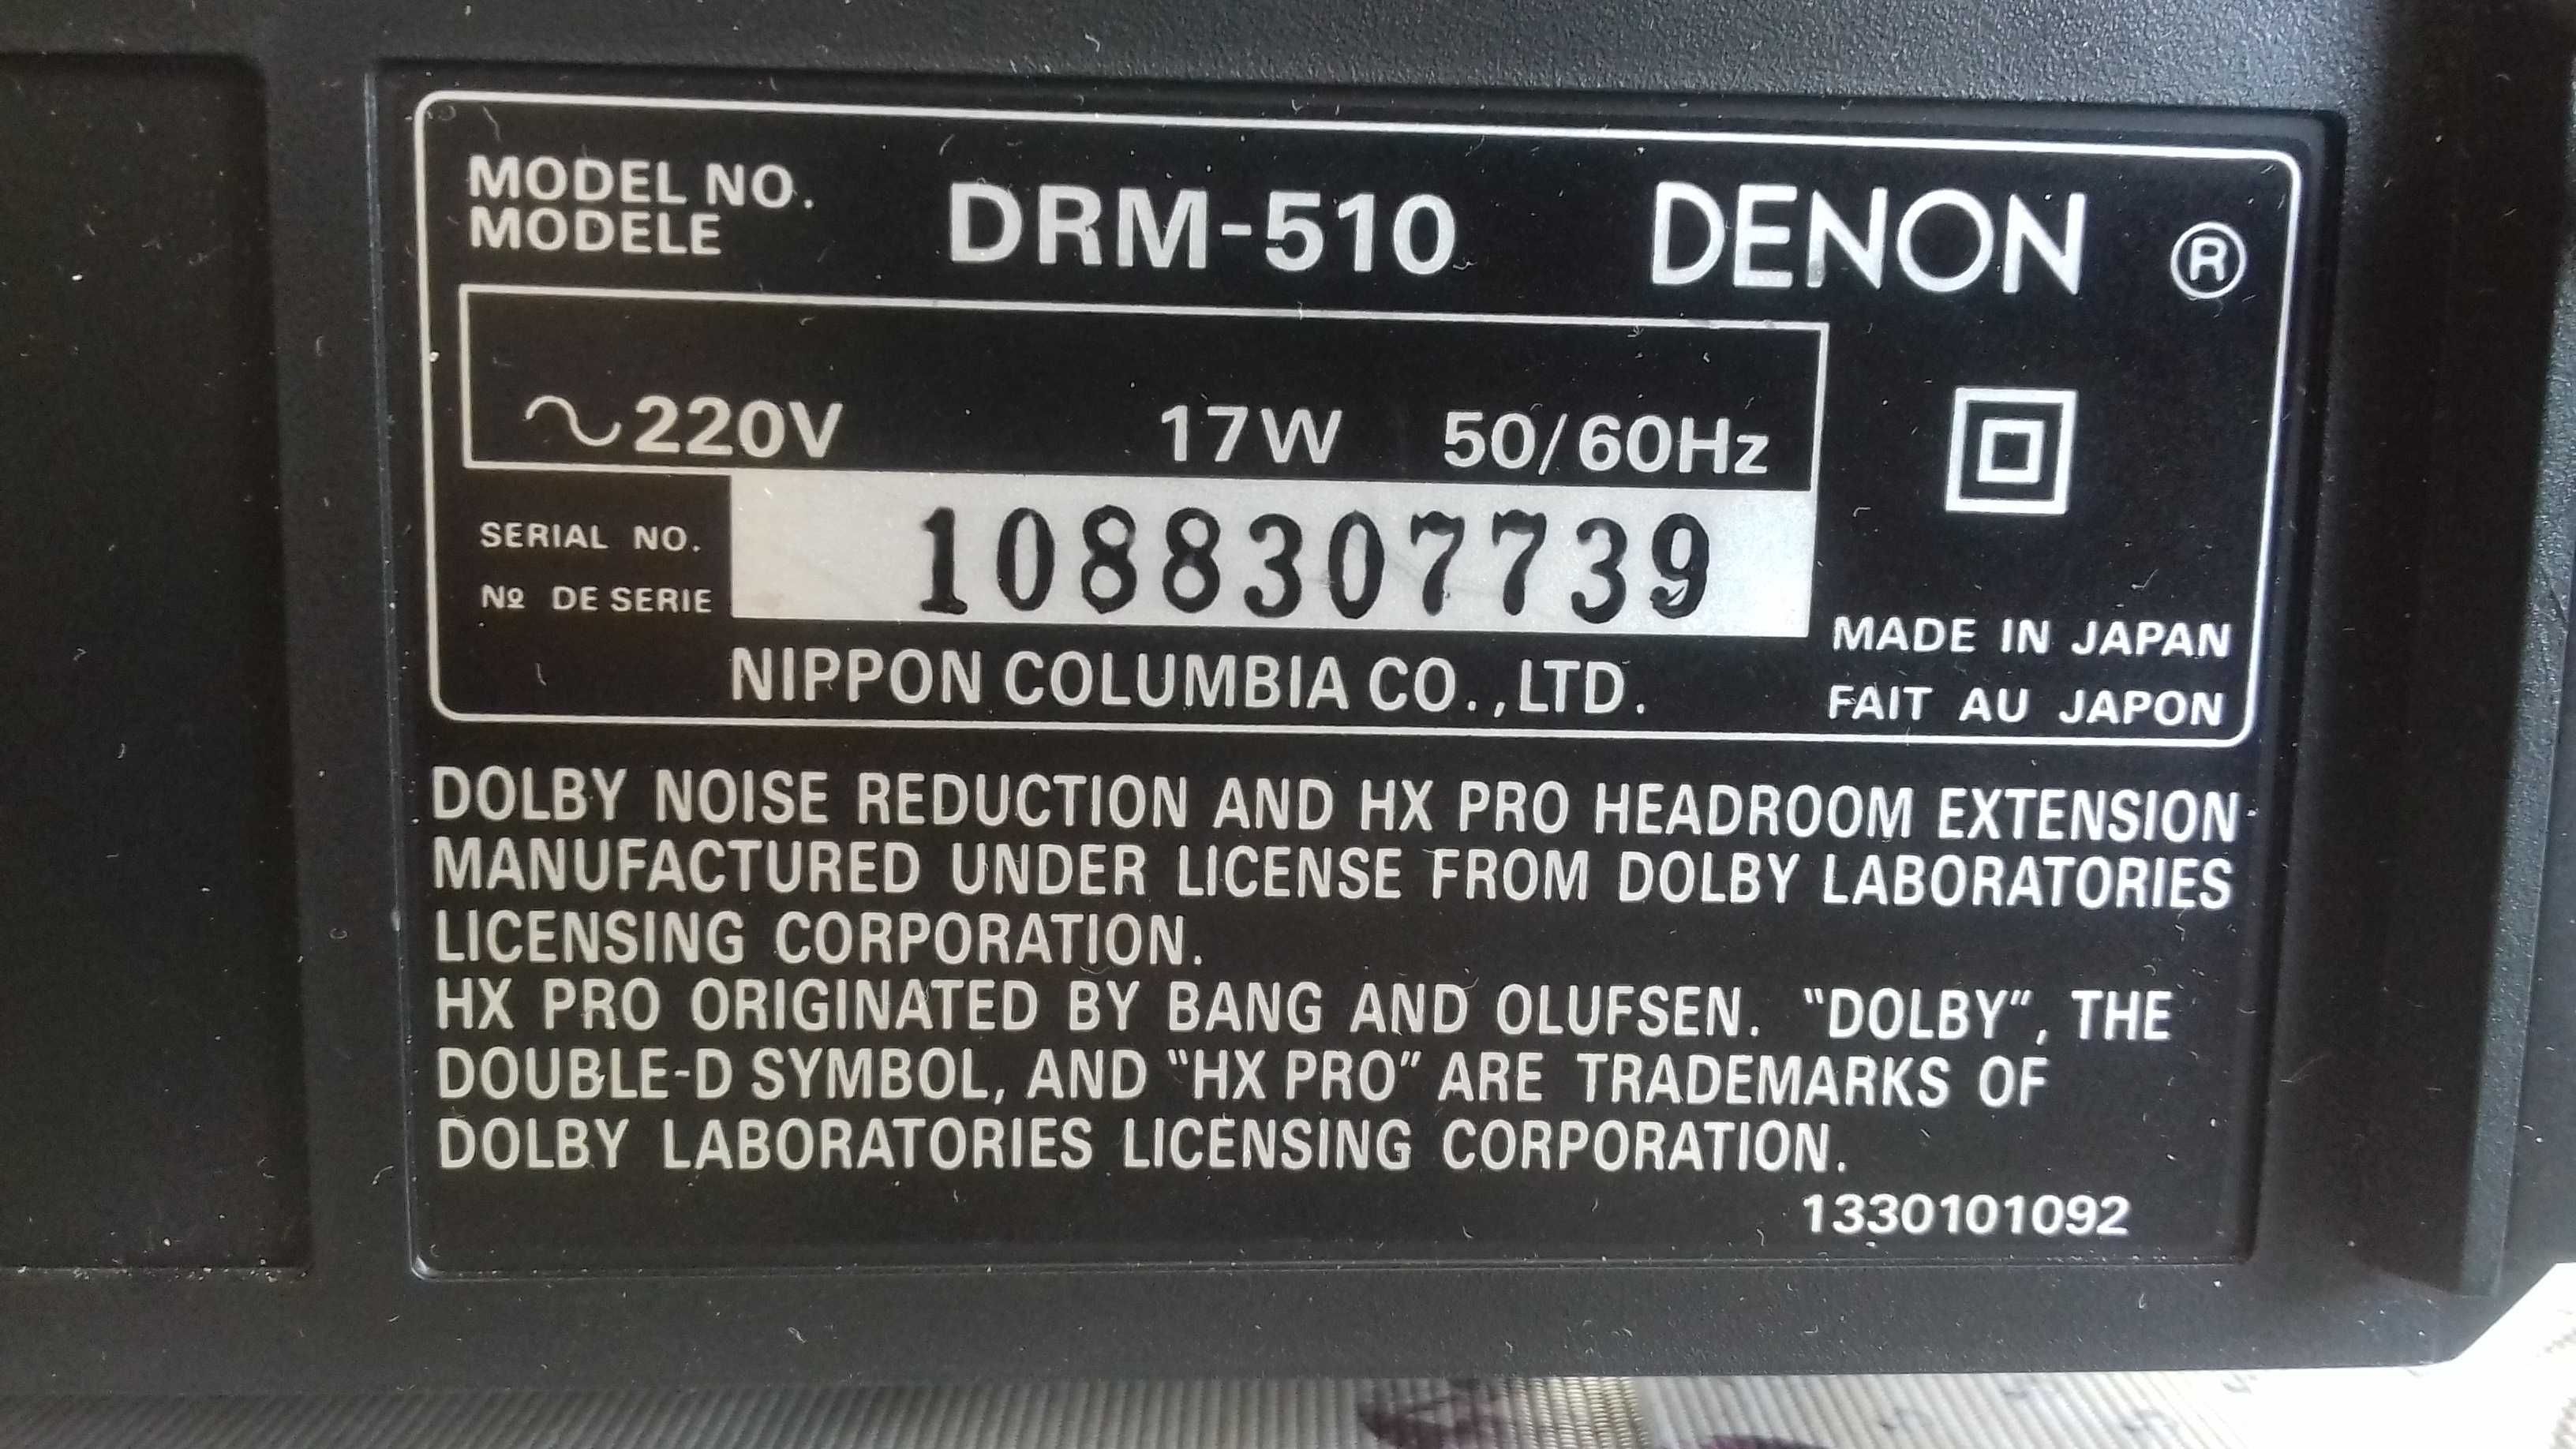 MODEL NO.
MODELE
DRM-510 DENON ®
~220V 17W 50/60Hz
SERIAL NO.
№ DE SERIE
1088307739
NIPPON COLUMBIA CO.,LTD.
MADE IN JAPAN
FAIT AU JAPON
DOLBY NOISE REDUCTION AND HX PRO HEADROOM EXTENSION
MANUFACTURED UNDER LICENSE FROM DOLBY LABORATORIES
LICENSING CORPORATION.
HX PRO ORIGINATED BY BANG AND OLUFSEN. “DOLBY”, THE
DOUBLE-D SYMBOL, AND “HX PRO” ARE TRADEMARKS OF
DOLBY LABORATORIES LICENSING CORPORATION.
1330101092